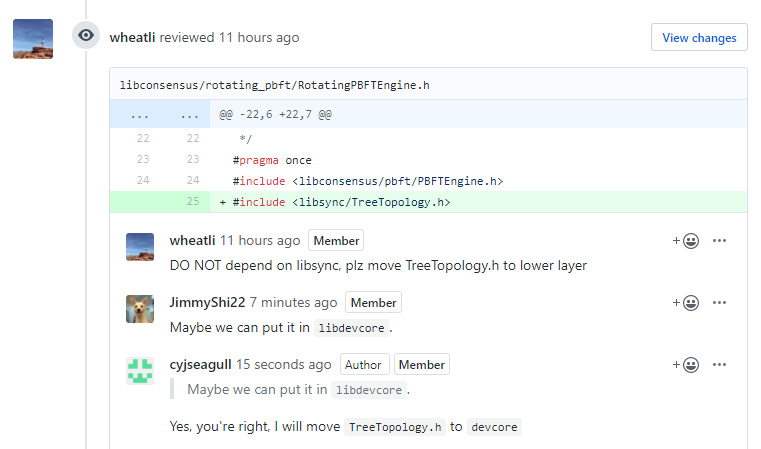 wheatli reviewed 11 hours ago
View changes
libconsensus/rotating_pbft/RotatingPBFTEngine.h
... ... @@ -22,6 +22,7 @@
22 22 */
23 23 #pragma once
24 24 #include <libconsensus/pbft/PBFTEngine.h>
25 + #include <libsync/TreeTopology.h>
wheatli 11 hours ago Member
DO NOT depend on libsync, plz move TreeTopology.h to lower layer
JimmyShi22 7 minutes ago Member
Maybe we can put it in libdevcore.
cyjseagull 15 seconds ago Author Member
Maybe we can put it in libdevcore.
Yes, you're right, I will move TreeTopology.h to devcore